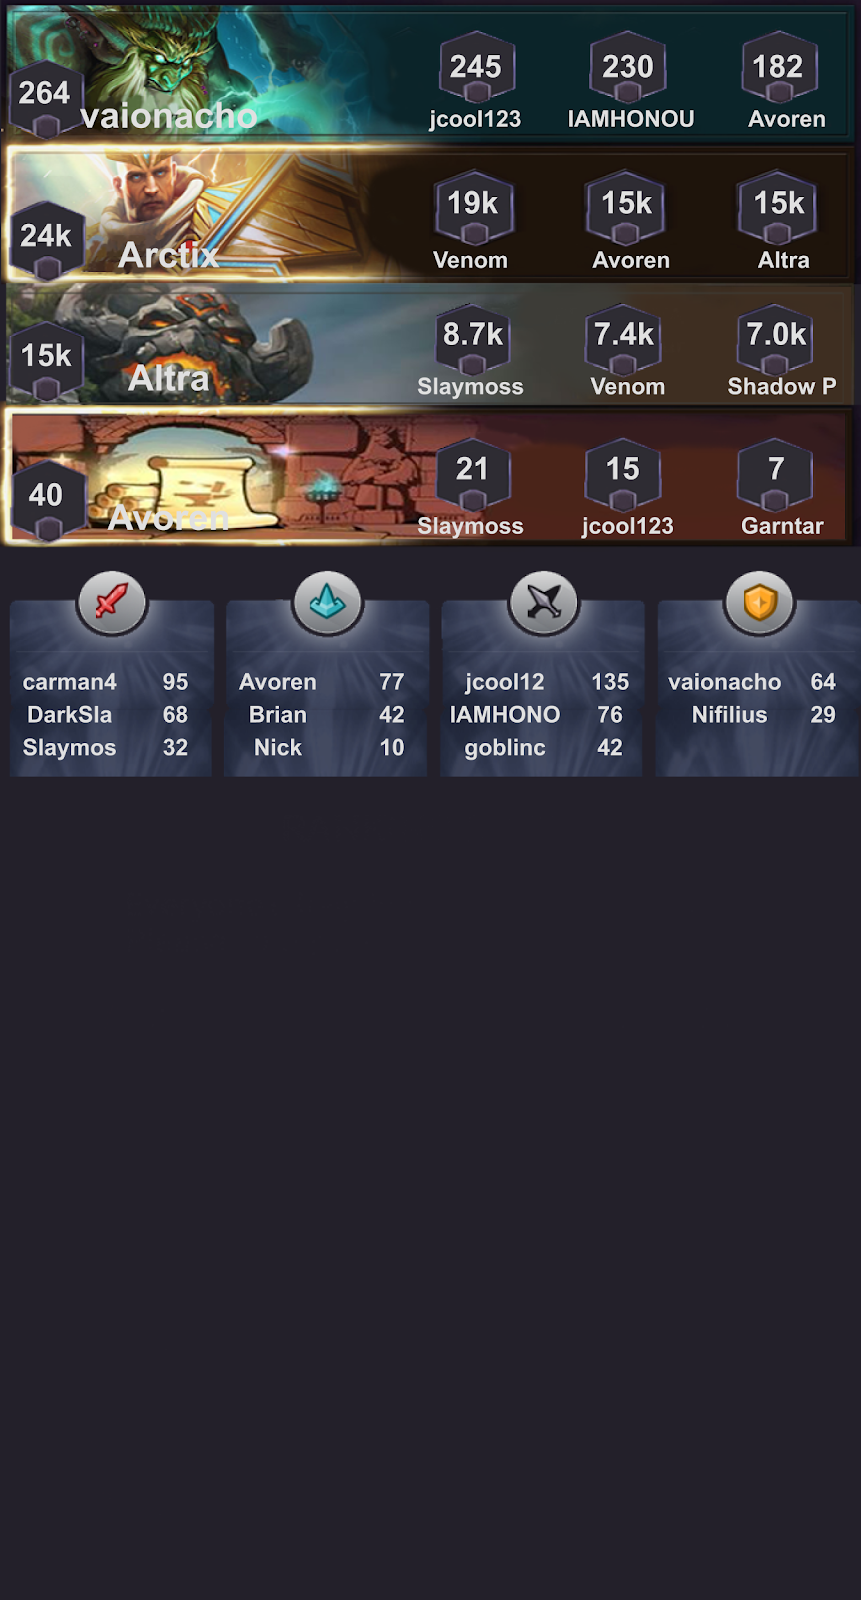 264 vaionacho 245 230 182
jcool123 IAMHONOU Avoren
24k Arctix 19k 15k 15k
Venom Avoren Altra
15k Altra 8.7k 7.4k 7.0k
Slaymoss Venom Shadow P
40 Avoren 21 15 7
Slaymoss jcool123 Garntar
carman4 95
DarkSla 68
Slaymos 32
Avoren 77
Brian 42
Nick 10
jcool12 135
IAMHONO 76
goblinc 42
vaionacho 64
Nifilius 29